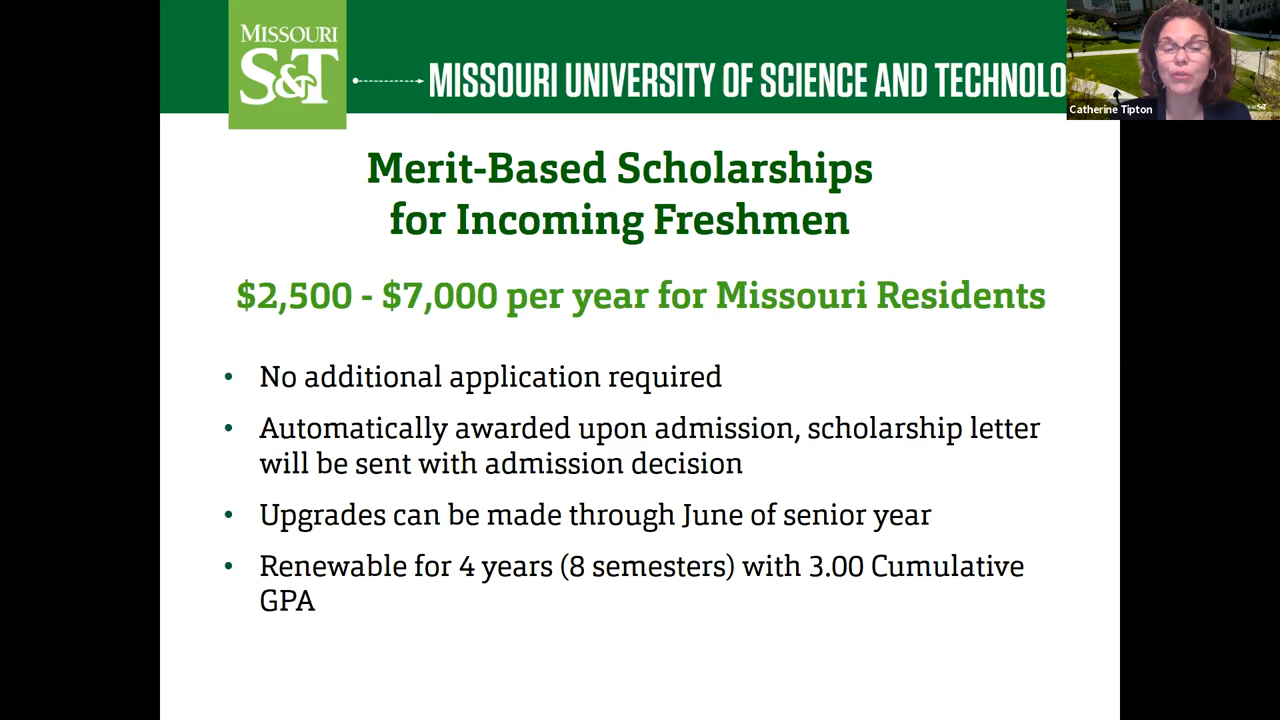 MISSOURI
S&T
MISSOURI UNIVERSITY OF SCIENCE AND TECHNOLO
Catherine Tipton
Merit-Based Scholarships
for Incoming Freshmen
$2,500 - $7,000 per year for Missouri Residents
• No additional application required
• Automatically awarded upon admission, scholarship letter
will be sent with admission decision
• Upgrades can be made through June of senior year
• Renewable for 4 years (8 semesters) with 3.00 Cumulative
GPA